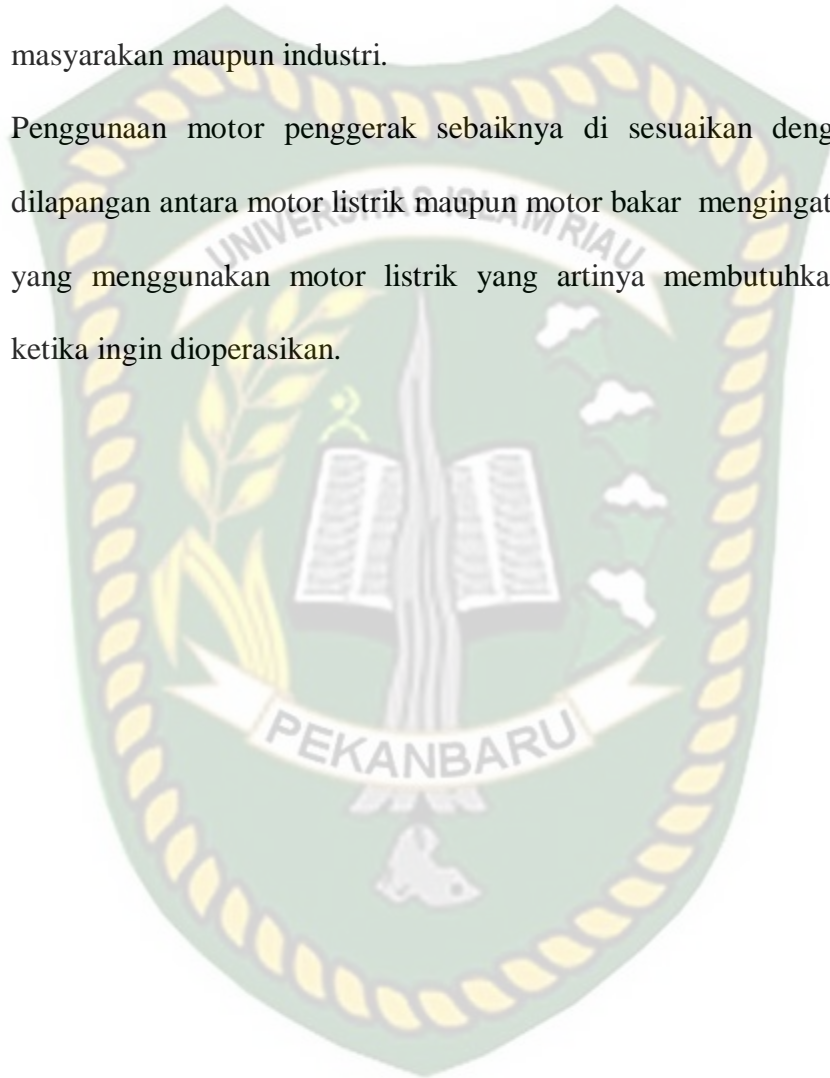 masyarakan maupun industri.
Penggunaan motor penggerak sebaiknya di sesuaikan deng
dilapangan antara motor listrik maupun motor bakar mengingat
UNIVERSITAS ISLAM RIAU
yang menggunakan motor listrik yang artinya membutuhka
ketika ingin dioperasikan.
PEKANBARU